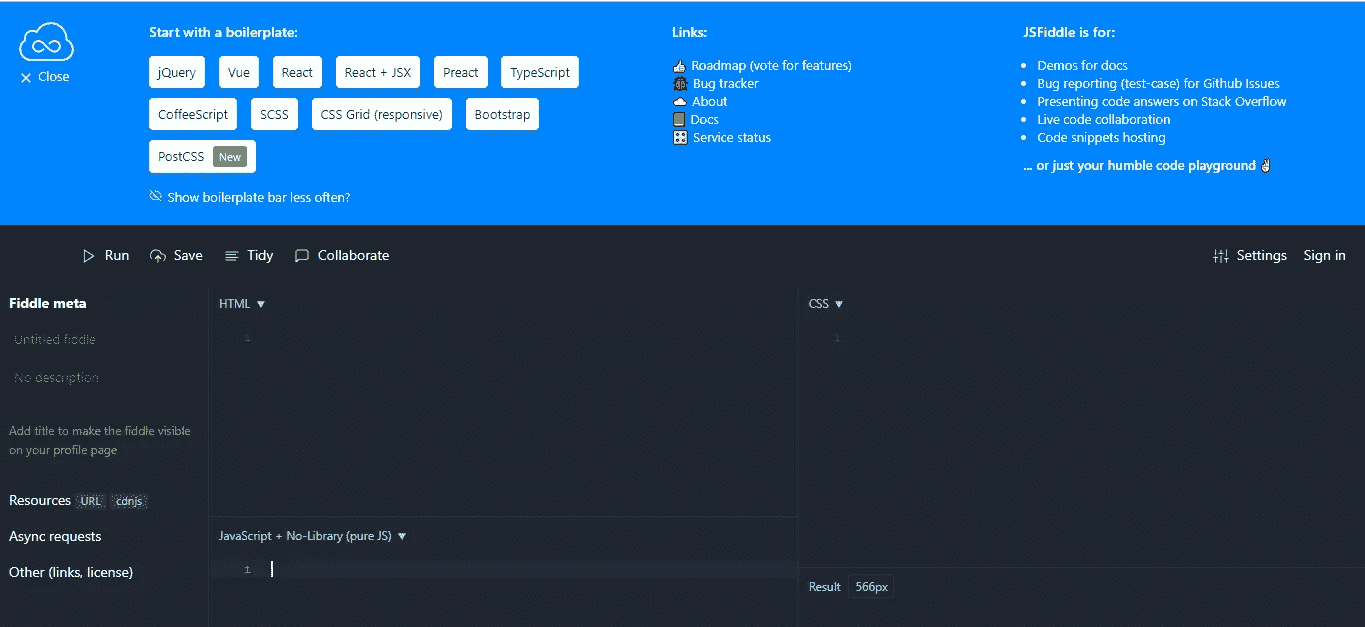 Start with a boilerplate:
jQuery Vue React React + JSX Preact TypeScript
CoffeeScript SCSS CSS Grid (responsive) Bootstrap
PostCSS New
Show boilerplate bar less often?
Close
Links:
Roadmap (vote for features)
Bug tracker
About
Docs
Service status
JSFiddle is for:
Demos for docs
Bug reporting (test-case) for Github Issues
Presenting code answers on Stack Overflow
Live code collaboration
Code snippets hosting
... or just your humble code playground ✌
Run Save Tidy Collaborate Settings Sign in
Fiddle meta
Untitled fiddle
No description
Add title to make the fiddle visible
on your profile page
Resources URL cdnjs
Async requests
Other (links, license)
HTML ▼
1
JavaScript + No-Library (pure JS) ▼
1
CSS ▼
1
Result 566px